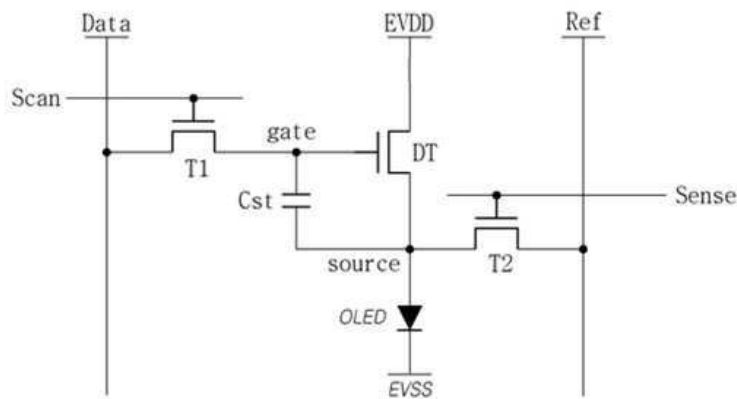 Data
EVDD
Ref
Scan
gate
DT
T1
Cst
Sense
source
T2
OLED
EVSS